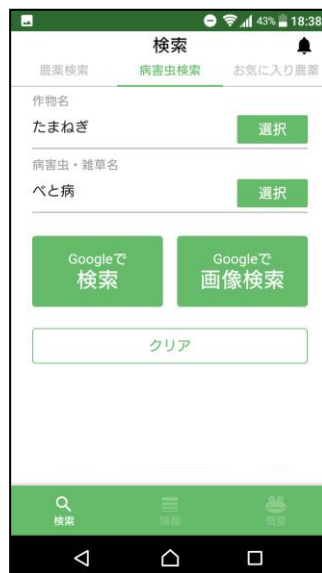 43% 18:38
検索
農薬検索 病害虫検索 お気に入り農薬
作物名
たまねぎ 選択
病害虫・雑草名
べと病 選択
Googleで Googleで
検索 画像検索
クリア
検索 情報